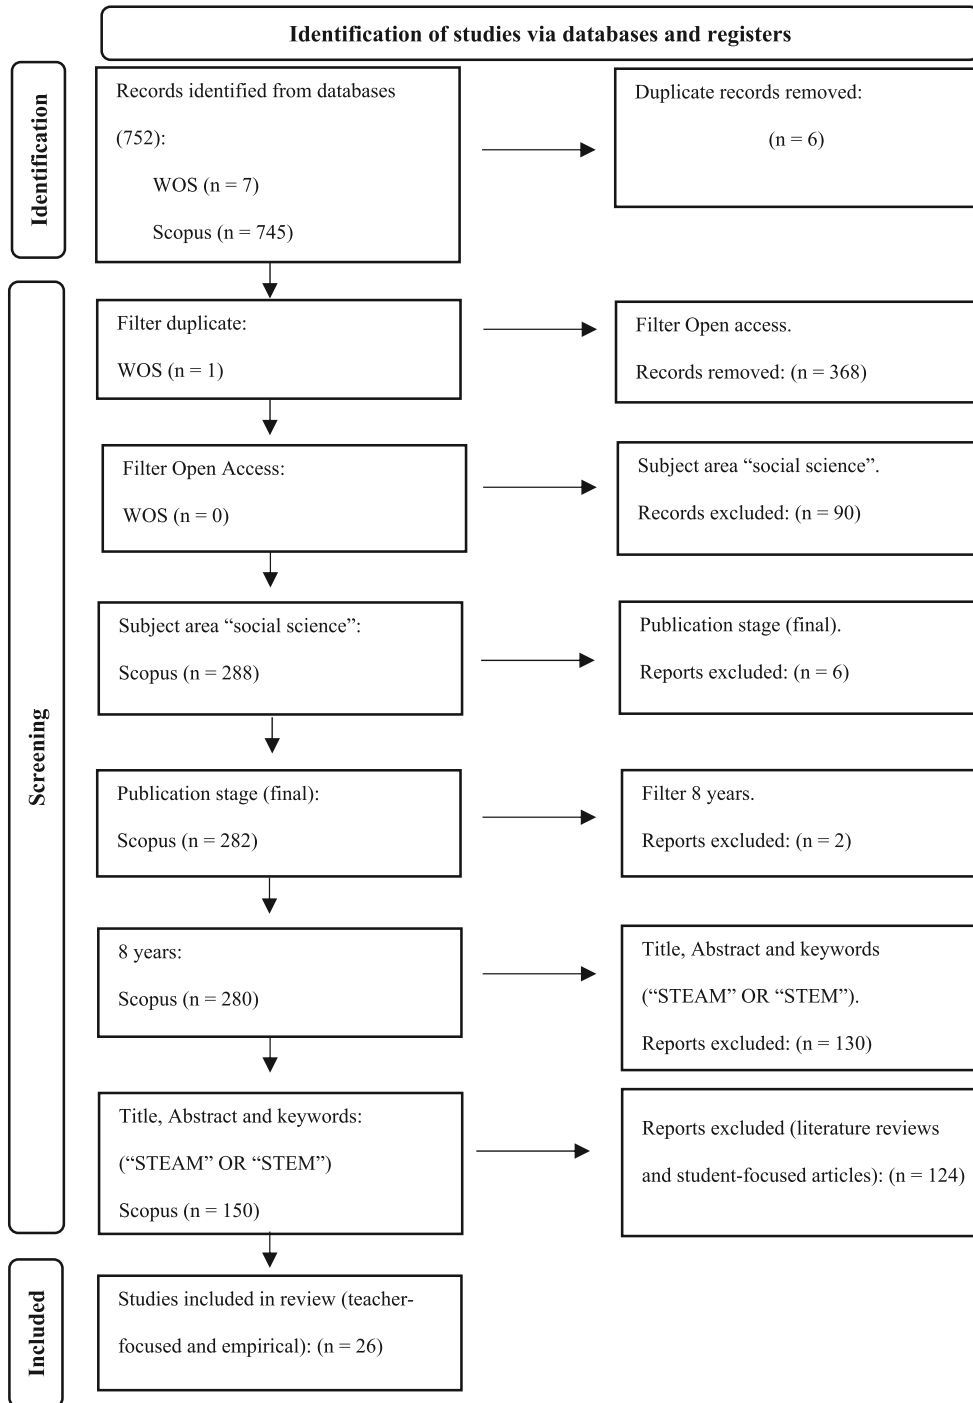 Identification of studies via databases and registers
Identification
Records identified from databases
(752):
WOS (n = 7)
Scopus (n = 745)
Duplicate records removed:
(n = 6)
Screening
Filter duplicate:
WOS (n = 1)
Filter Open access.
Records removed: (n = 368)
Filter Open Access:
WOS (n = 0)
Subject area “social science”.
Records excluded: (n = 90)
Subject area “social science”:
Scopus (n = 288)
Publication stage (final).
Reports excluded: (n = 6)
Publication stage (final):
Scopus (n = 282)
Filter 8 years.
Reports excluded: (n = 2)
8 years:
Scopus (n = 280)
Title, Abstract and keywords
(“STEAM” OR “STEM”).
Reports excluded: (n = 130)
Title, Abstract and keywords:
(“STEAM” OR “STEM”)
Scopus (n = 150)
Reports excluded (literature reviews
and student-focused articles): (n = 124)
Included
Studies included in review (teacher-
focused and empirical): (n = 26)